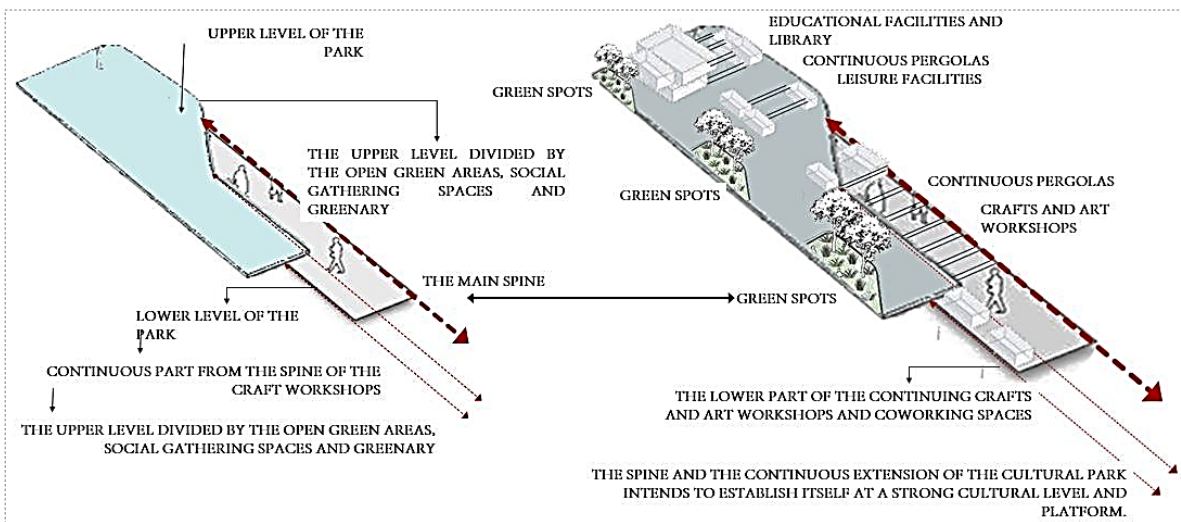 UPPER LEVEL OF THE
PARK
THE UPPER LEVEL DIVIDED BY
THE OPEN GREEN AREAS, SOCIAL
GATHERING SPACES AND
GREENARY
THE MAIN SPINE
LOWER LEVEL OF THE
PARK
CONTINUOUS PART FROM THE SPINE OF THE
CRAFT WORKSHOPS
THE UPPER LEVEL DIVIDED BY THE OPEN GREEN AREAS,
SOCIAL GATHERING SPACES AND GREENARY
EDUCATIONAL FACILITIES AND
LIBRARY
CONTINUOUS PERGOLAS
LEISURE FACILITIES
GREEN SPOTS
GREEN SPOTS
GREEN SPOTS
CONTINUOUS PERGOLAS
CRAFTS AND ART
WORKSHOPS
THE LOWER PART OF THE CONTINUING CRAFTS
AND ART WORKSHOPS AND COWORKING SPACES
THE SPINE AND THE CONTINUOUS EXTENSION OF THE CULTURAL PARK
INTENDS TO ESTABLISH ITSELF AT A STRONG CULTURAL LEVEL AND
PLATFORM.